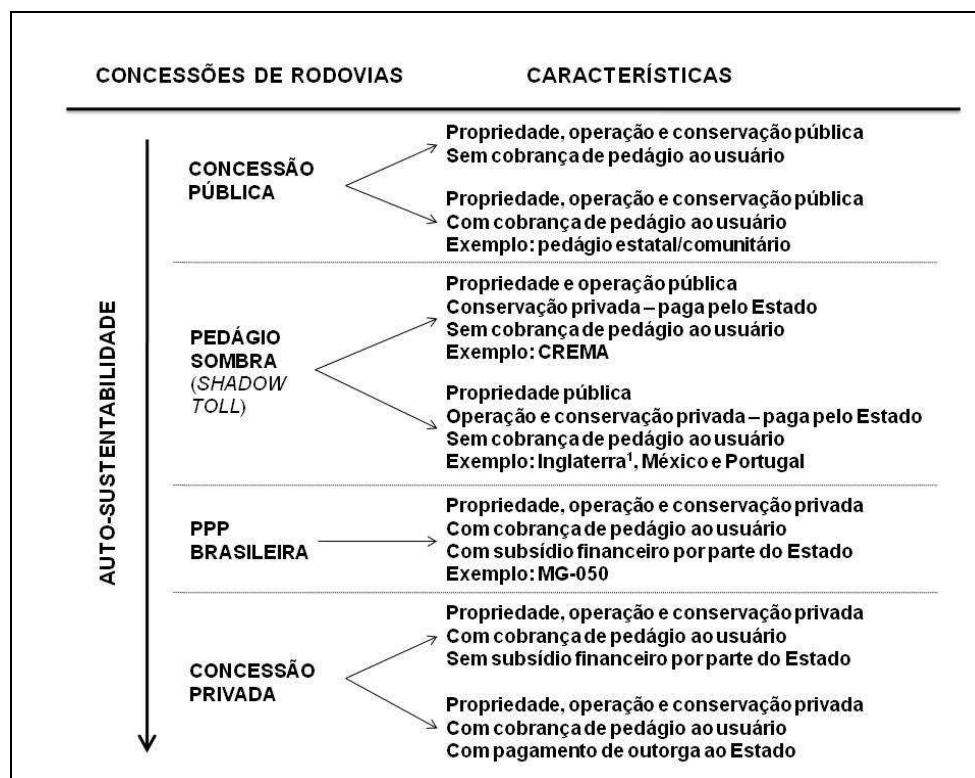 CONCESSÕES DE RODOVIAS
CARACTERÍSTICAS
AUTO-SUSTENTABILIDADE
CONCESSÃO
PÚBLICA
Propriedade, operação e conservação pública
Sem cobrança de pedágio ao usuário
Propriedade, operação e conservação pública
Com cobrança de pedágio ao usuário
Exemplo: pedágio estatal/comunitário
PEDÁGIO
SOMBRA
(SHADOW
TOLL)
Propriedade e operação pública
Conservação privada – paga pelo Estado
Sem cobrança de pedágio ao usuário
Exemplo: CREMA
Propriedade pública
Operação e conservação privada – paga pelo Estado
Sem cobrança de pedágio ao usuário
Exemplo: Inglaterra¹, México e Portugal
PPP
BRASILEIRA
Propriedade, operação e conservação privada
Com cobrança de pedágio ao usuário
Com subsídio financeiro por parte do Estado
Exemplo: MG-050
CONCESSÃO
PRIVADA
Propriedade, operação e conservação privada
Com cobrança de pedágio ao usuário
Sem subsídio financeiro por parte do Estado
Propriedade, operação e conservação privada
Com cobrança de pedágio ao usuário
Com pagamento de outorga ao Estado